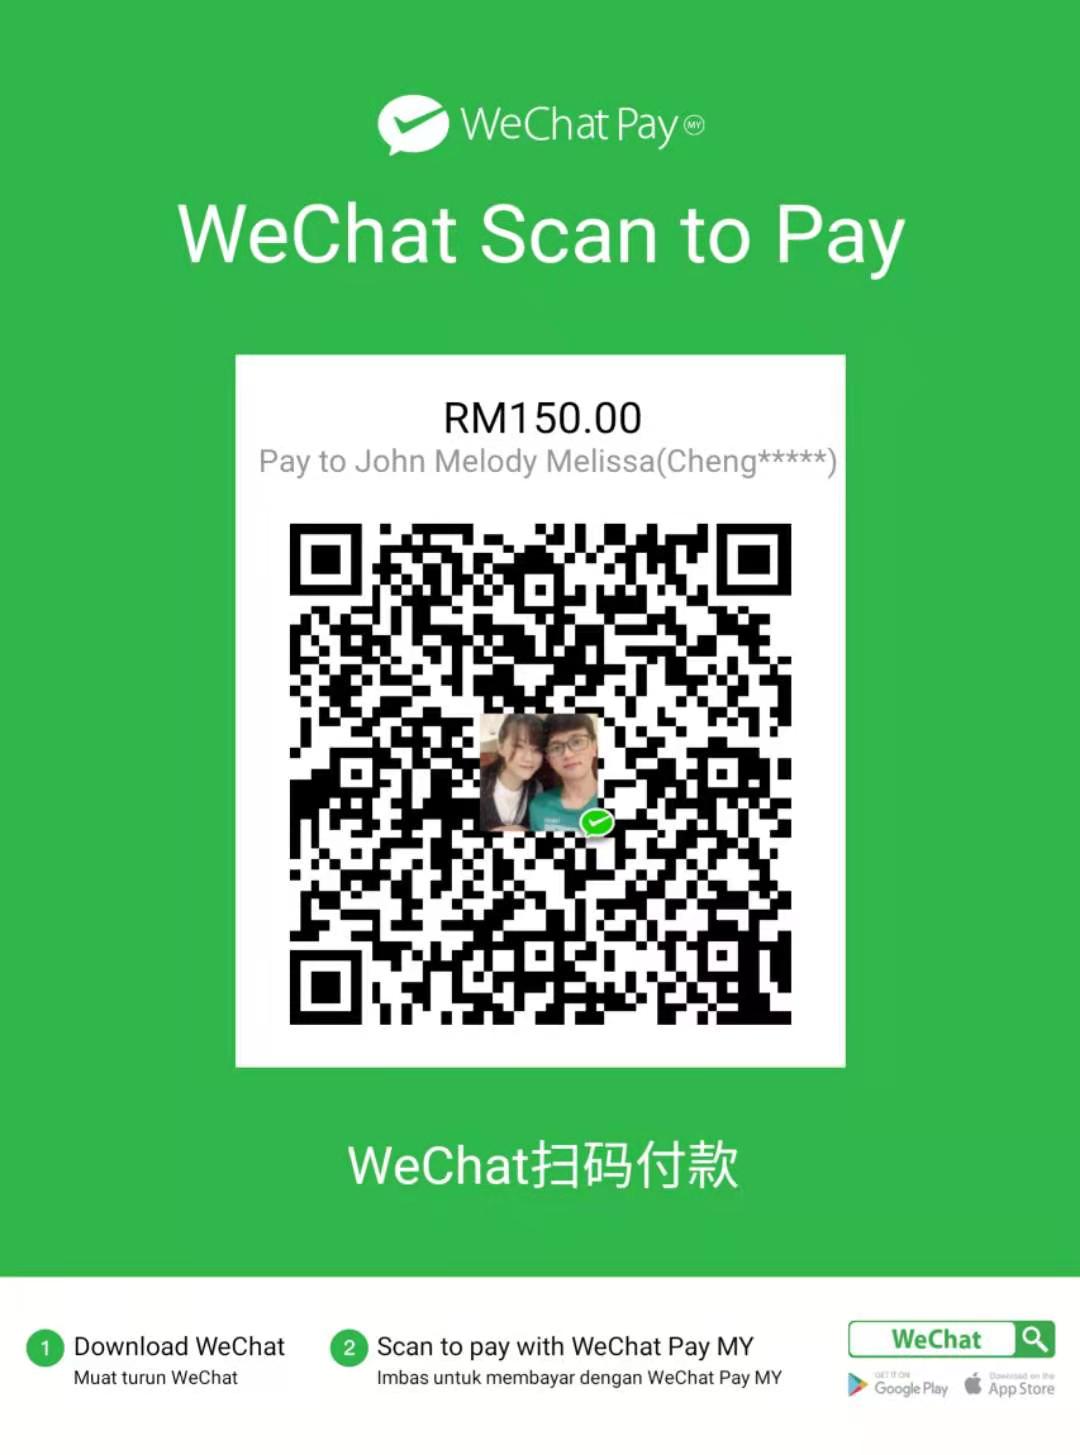 WeChat Pay MY
WeChat Scan to Pay
RM150.00
Pay to John Melody Melissa(Cheng*****)
WeChat扫码付款
1 Download WeChat
Muat turun WeChat
2 Scan to pay with WeChat Pay MY
Imbas untuk membayar dengan WeChat Pay MY
WeChat
GET IT ON
Google Play
Download on the
App Store